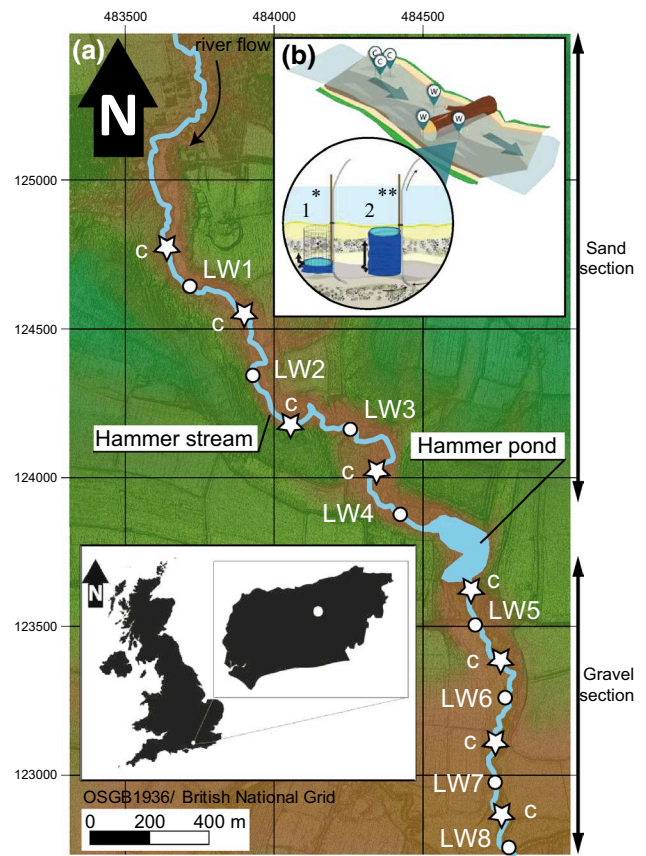 483500 484000 484500
(a)
river flow
(b)
N
C
C
C
W
W
W
1 *
2 **
125000
C
LW1
C
Sand
section
124500
LW2
C
LW3
Hammer stream
Hammer pond
C
124000
LW4
C
LW5
N
123500
C
Gravel
section
LW6
C
LW7
123000
OSGB1936/ British National Grid
C
0 200 400 m
LW8